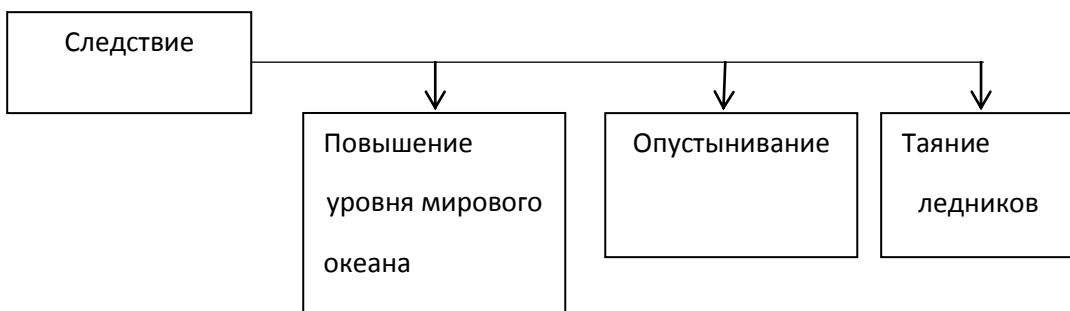 Следствие
Повышение
уровня мирового
океана
Опустынивание
Таяние
ледников